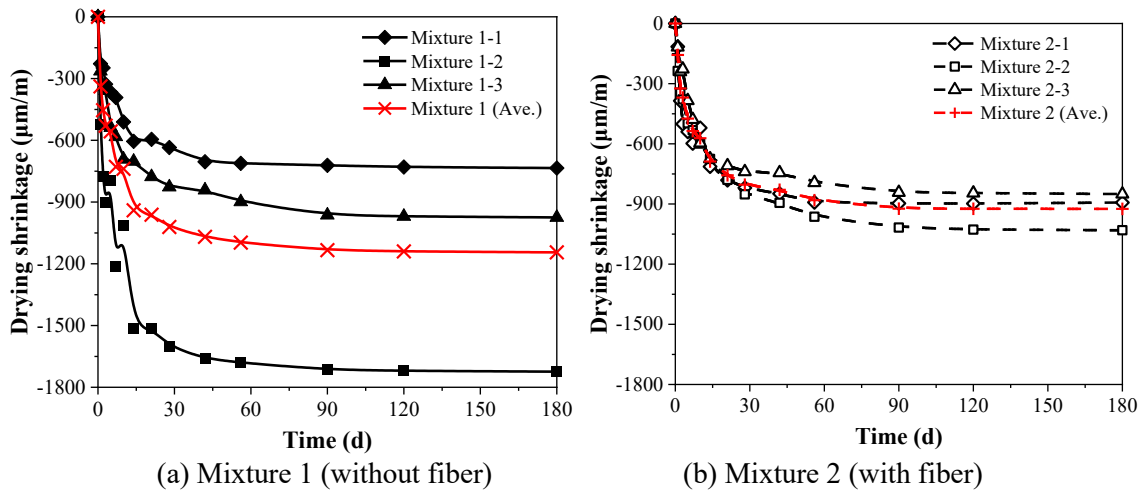 0
-300
-600
-900
-1200
-1500
-1800
Drying shrinkage (μm/m)
Mixture 1-1
Mixture 1-2
Mixture 1-3
Mixture 1 (Ave.)
0 30 60 90 120 150 180
Time (d)
(a) Mixture 1 (without fiber)
0
-300
-600
-900
-1200
-1500
-1800
Drying shrinkage (μm/m)
Mixture 2-1
Mixture 2-2
Mixture 2-3
Mixture 2 (Ave.)
0 30 60 90 120 150 180
Time (d)
(b) Mixture 2 (with fiber)